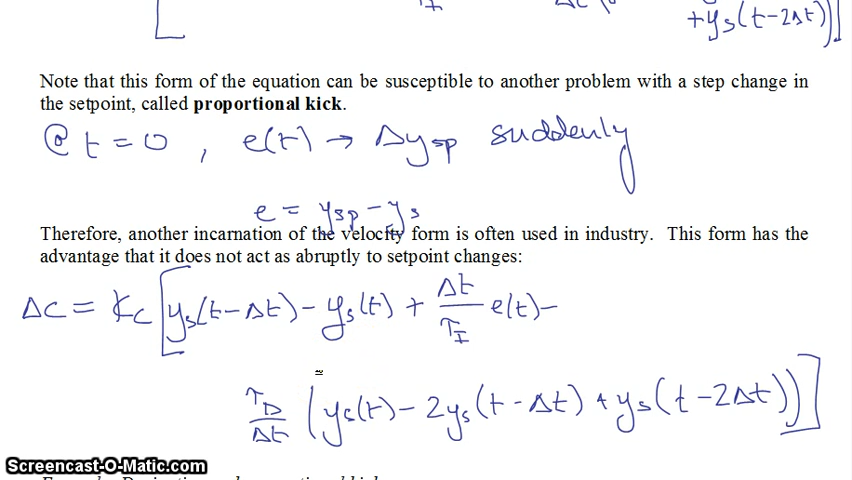 τI Δt
+ys(t-2Δt))]
Note that this form of the equation can be susceptible to another problem with a step change in
the setpoint, called proportional kick.
@ t = 0 , e(t) → Δysp suddenly
e = ysp - ys
Therefore, another incarnation of the velocity form is often used in industry. This form has the
advantage that it does not act as abruptly to setpoint changes:
ΔC = Kc [ys(t-Δt) - ys(t) + Δt/τI e(t) -
τD/Δt (ys(t) - 2ys(t-Δt) + ys(t-2Δt))]
Screencast-O-Matic.com